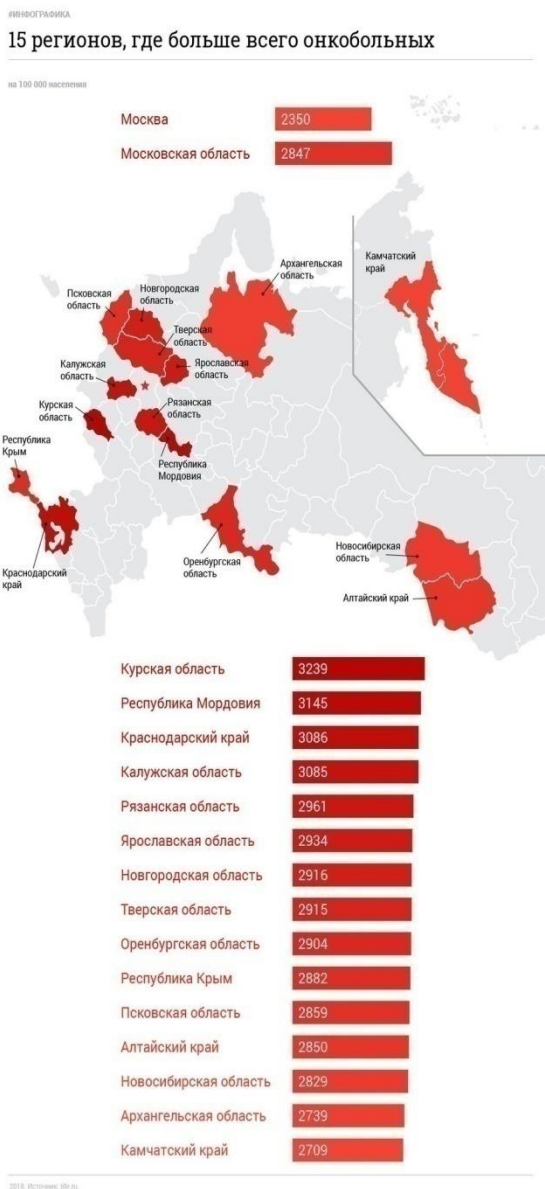 #ИНФОГРАФИКА
15 регионов, где больше всего онкобольных
на 100 000 населения
Москва 2350
Московская область 2847
Архангельская
область
Камчатский
край
Псковская
область
Новгородская
область
Тверская
область
Ярославская
область
Калужская
область
Курская
область
Рязанская
область
Республика
Мордовия
Республика
Крым
Краснодарский
край
Оренбургская
область
Новосибирская
область
Алтайский край
Курская область 3239
Республика Мордовия 3145
Краснодарский край 3086
Калужская область 3085
Рязанская область 2961
Ярославская область 2934
Новгородская область 2916
Тверская область 2915
Оренбургская область 2904
Республика Крым 2882
Псковская область 2859
Алтайский край 2850
Новосибирская область 2829
Архангельская область 2739
Камчатский край 2709
2018. Источник: life.ru